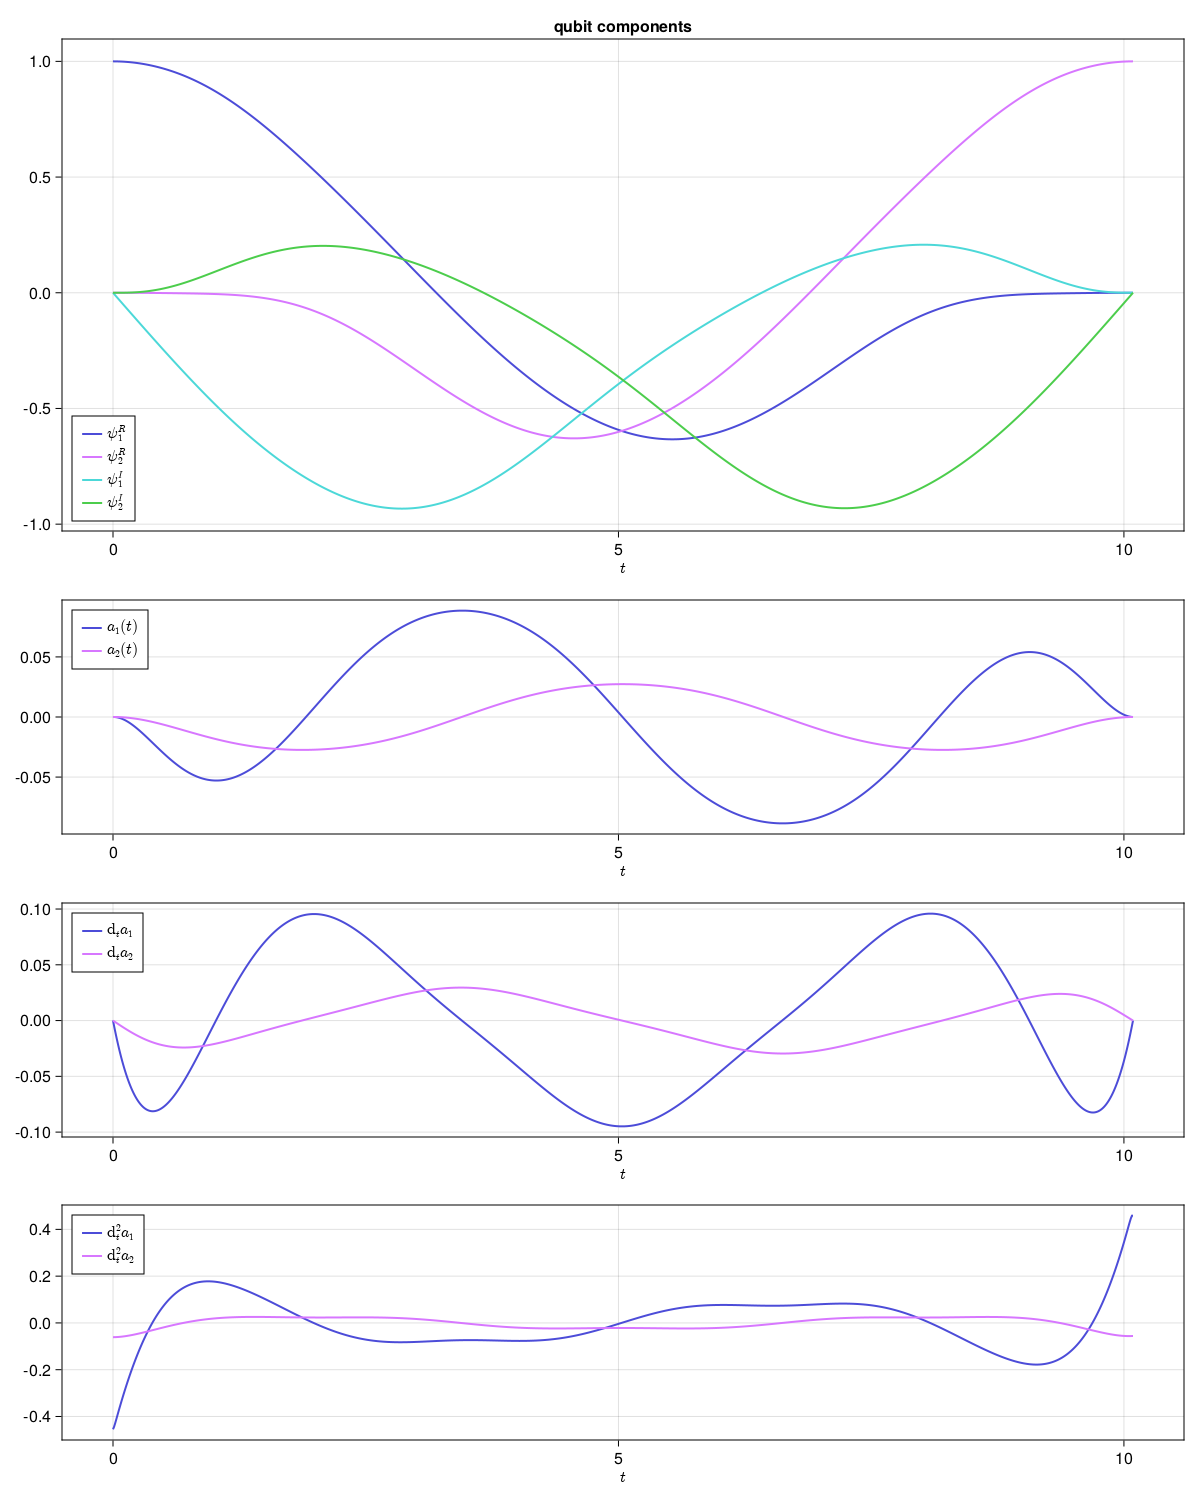 qubit components
1.0
0.5
0.0
-0.5
-1.0
ψ₁ᴿ
ψ₂ᴿ
ψ₁ᴵ
ψ₂ᴵ
0 5 10
t
0.05
0.00
-0.05
a₁(t)
a₂(t)
0 5 10
t
0.10
0.05
0.00
-0.05
-0.10
dₜa₁
dₜa₂
0 5 10
t
0.4
0.2
0.0
-0.2
-0.4
dₜ²a₁
dₜ²a₂
0 5 10
t